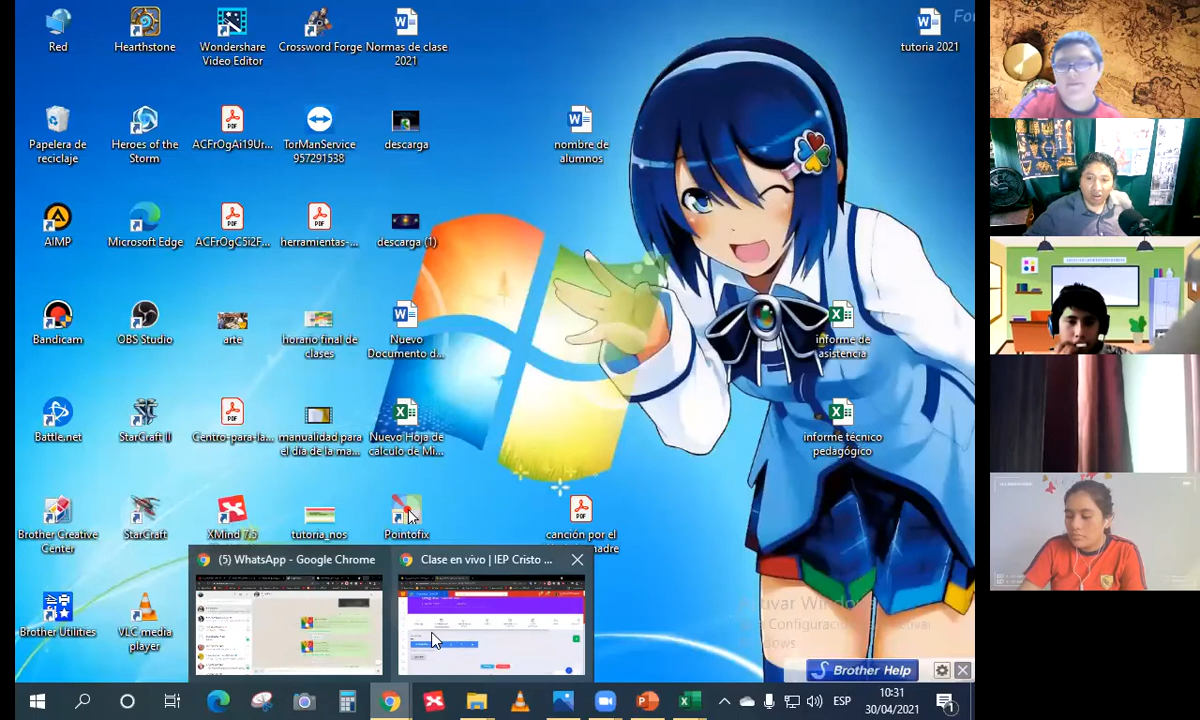 Red
Hearthstone
Wondershare
Video Editor
Crossword Forge
Normas de clase
2021
tutoria 2021
Papelera de
reciclaje
Heroes of the
Storm
ACFrOgAi19Ur...
TorManService
957291538
descarga
nombre de
alumnos
AIMP
Microsoft Edge
ACFrOgC5i2F...
herramientas-...
descarga (1)
Bandicam
OBS Studio
arte
horario final de
clases
Nuevo
Documento d...
informe de
asistencia
Battle.net
StarCraft II
Centro-para-la...
manualidad para
el dia de la ma...
Nuevo Hoja de
cálculo de Mi...
informe técnico
pedagógico
Brother Creative
Center
StarCraft
XMind 7.5
tutoria_nos
Pointofix
canción por el
madre
(5) WhatsApp - Google Chrome
Clase en vivo | IEP Cristo ...
Brother Utilities
VLC media
player
Brother Help
ESP
10:31
30/04/2021
1